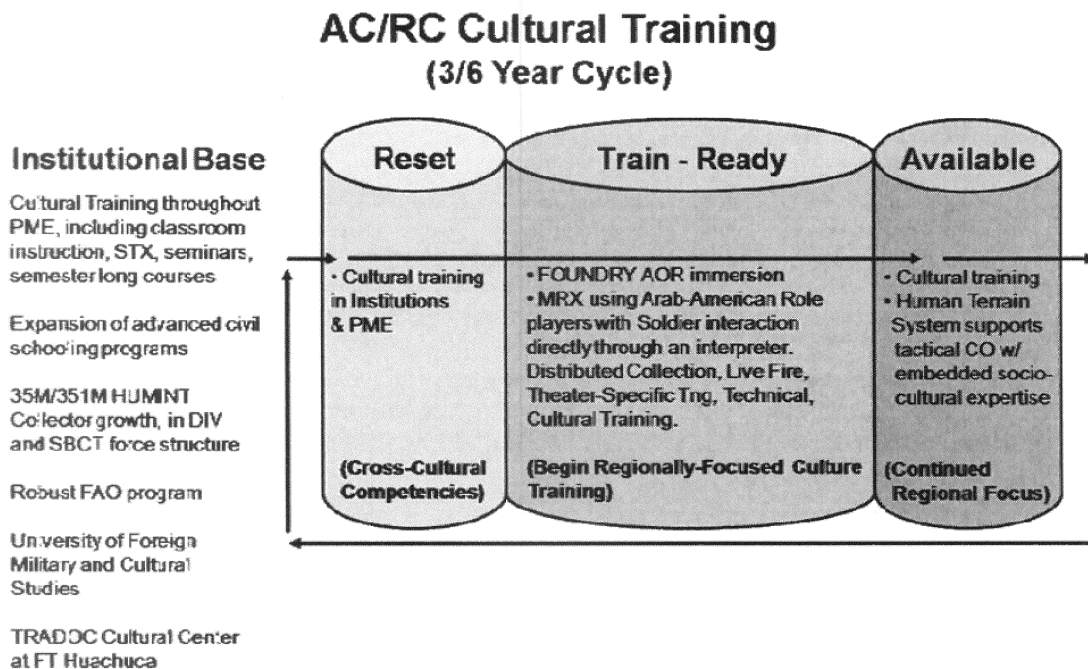 AC/RC Cultural Training
(3/6 Year Cycle)
Institutional Base
Cultural Training throughout
PME, including classroom
instruction, STX, seminars,
semester long courses
Expansion of advanced civil
schooling programs
35M/351M HUMINT
Collector growth, in DIV
and SBCT force structure
Robust FAO program
University of Foreign
Military and Cultural
Studies
TRADOC Cultural Center
at FT Huachuca
Reset
• Cultural training
in Institutions
& PME
(Cross-Cultural
Competencies)
Train - Ready
• FOUNDRY AOR immersion
• MRX using Arab-American Role
players with Soldier interaction
directly through an interpreter.
Distributed Collection, Live Fire,
Theater-Specific Tng, Technical,
Cultural Training.
(Begin Regionally-Focused Culture
Training)
Available
• Cultural training
• Human Terrain
System supports
tactical CO w/
embedded socio-
cultural expertise
(Continued
Regional Focus)